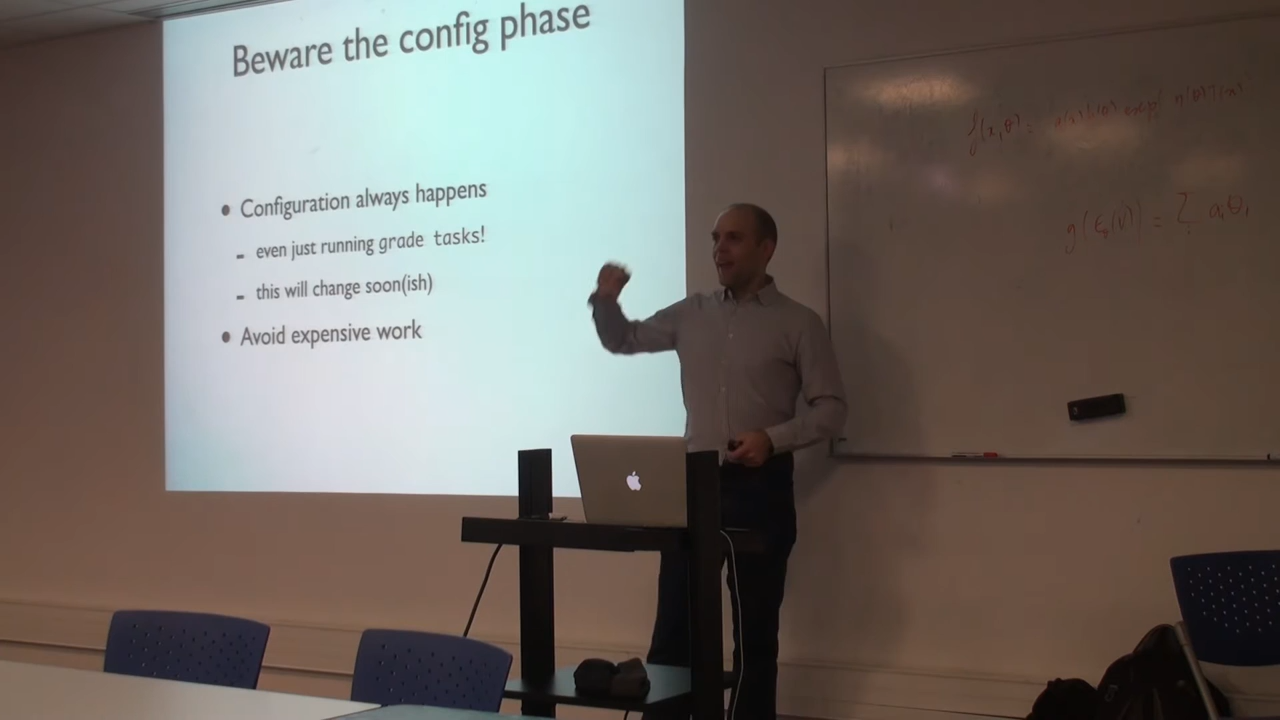 Beware the config phase
• Configuration always happens
- even just running grade tasks!
- this will change soon(ish)
• Avoid expensive work
f(x,θ) =
g(ξ(V)) = Σ aᵢθᵢ